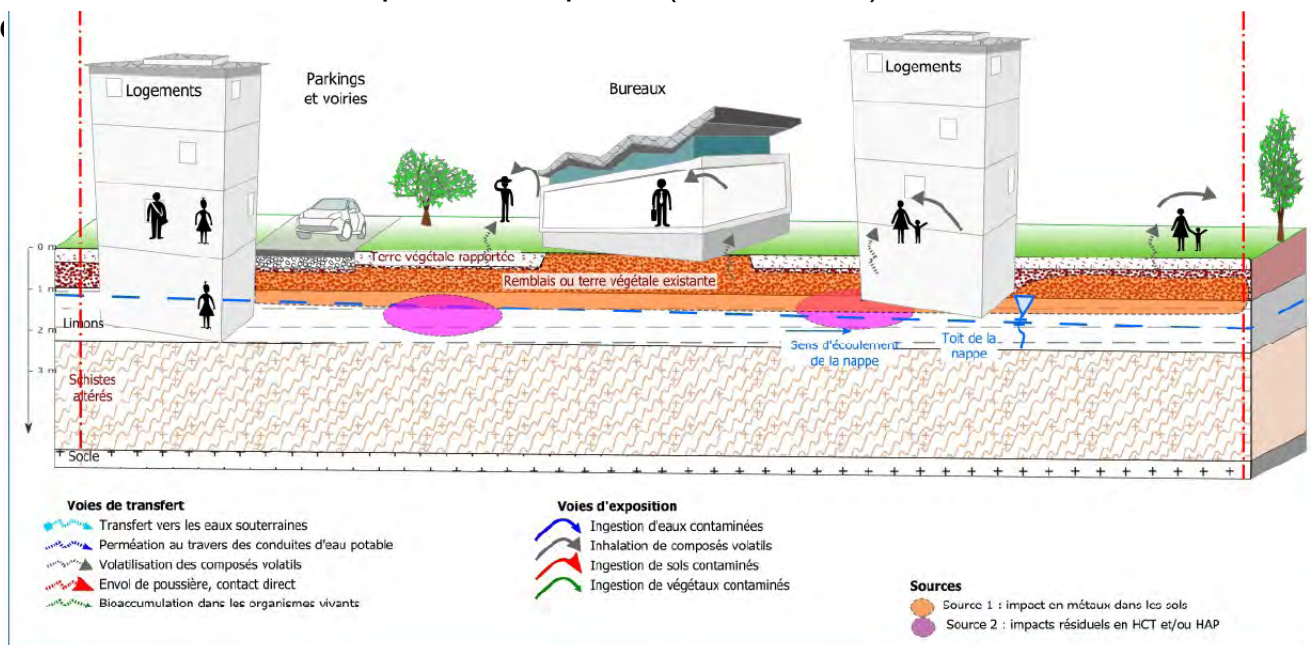 Logements
Parkings
et voiries
Bureaux
Logements
0 m
Terre végétale rapportée
Remblais ou terre végétale existante
1 m
Limons
2 m
Sens d'écoulement
de la nappe
Toit de la
nappe
3 m
Schistes
altérés
Socle
Voies de transfert
Transfert vers les eaux souterraines
Perméation au travers des conduites d'eau potable
Volatilisation des composés volatils
Envol de poussière, contact direct
Bioaccumulation dans les organismes vivants
Voies d'exposition
Ingestion d'eaux contaminées
Inhalation de composés volatils
Ingestion de sols contaminés
Ingestion de végétaux contaminés
Sources
Source 1 : impact en métaux dans les sols
Source 2 : impacts résiduels en HCT et/ou HAP